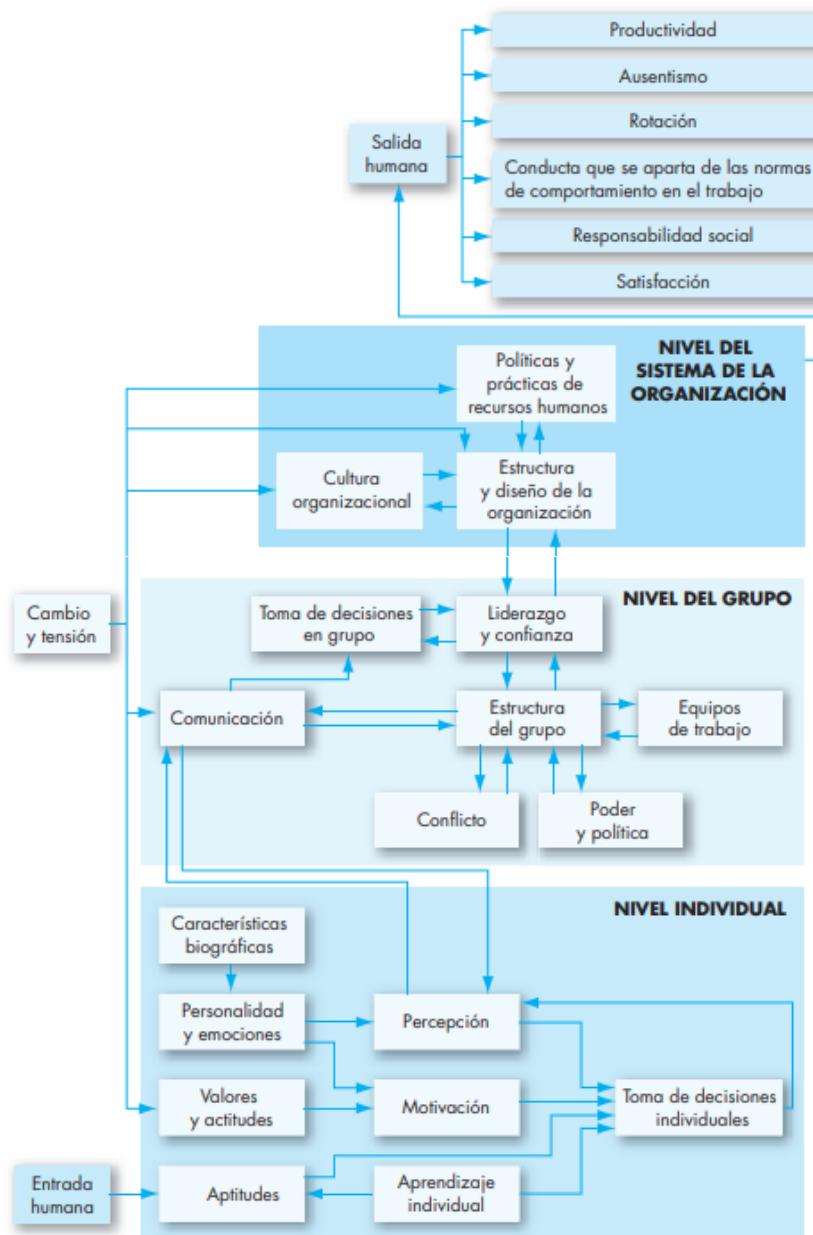 Productividad
Ausentismo
Rotación
Salida
humana
Conducta que se aparta de las normas
de comportamiento en el trabajo
Responsabilidad social
Satisfacción
NIVEL DEL
SISTEMA DE LA
ORGANIZACIÓN
Políticas y
prácticas de
recursos humanos
Cultura
organizacional
Estructura
y diseño de la
organización
NIVEL DEL GRUPO
Cambio
y tensión
Toma de decisiones
en grupo
Liderazgo
y confianza
Comunicación
Estructura
del grupo
Equipos
de trabajo
Conflicto
Poder
y política
NIVEL INDIVIDUAL
Características
biográficas
Personalidad
y emociones
Percepción
Valores
y actitudes
Motivación
Toma de decisiones
individuales
Entrada
humana
Aptitudes
Aprendizaje
individual